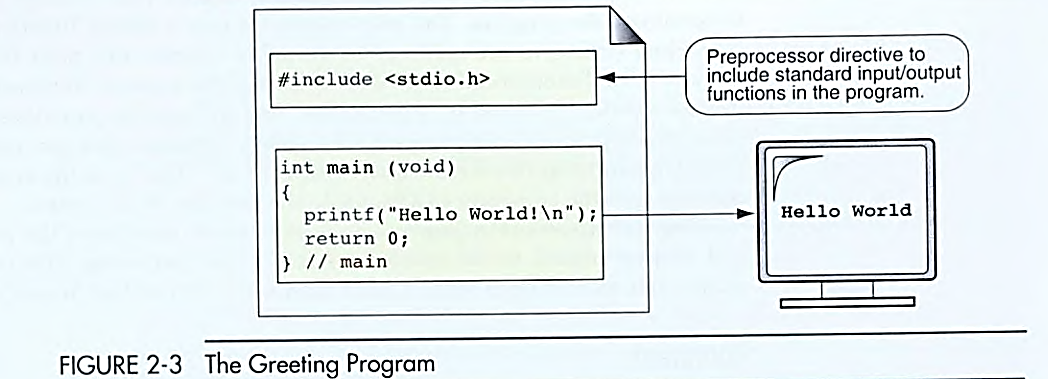 #include <stdio.h>
Preprocessor directive to
include standard input/output
functions in the program.
int main (void)
{
printf("Hello World!\n");
return 0;
} // main
Hello World
FIGURE 2-3 The Greeting Program